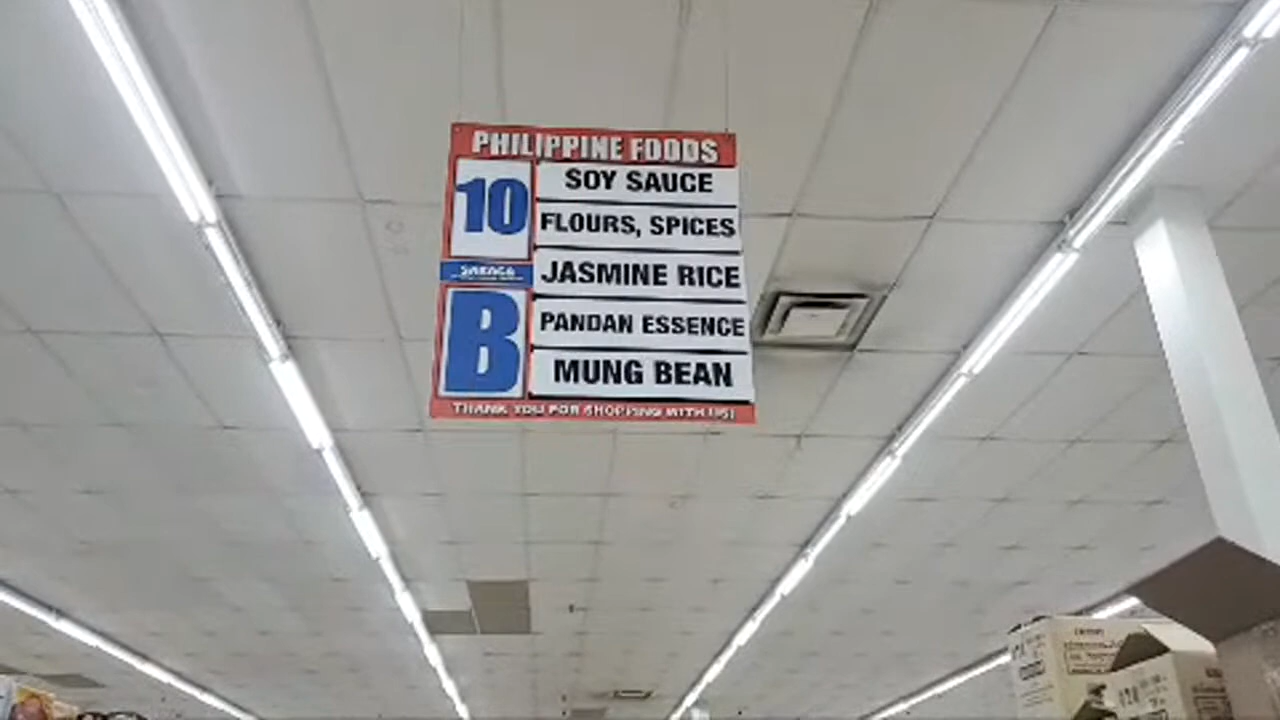 PHILIPPINE FOODS
10
SOY SAUCE
FLOURS, SPICES
JASMINE RICE
B
PANDAN ESSENCE
MUNG BEAN
THANK YOU FOR SHOPPING WITH US!